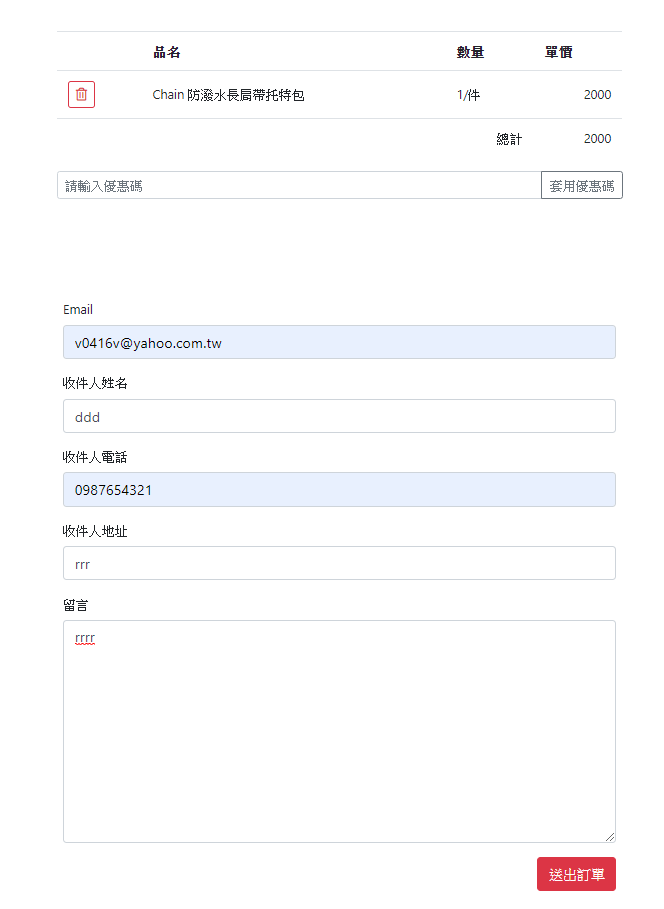 品名 數量 單價
Chain 防潑水長肩帶托特包 1/件 2000
總計 2000
請輸入優惠碼 套用優惠碼
Email
v0416v@yahoo.com.tw
收件人姓名
ddd
收件人電話
0987654321
收件人地址
rrr
留言
rrrr
送出訂單